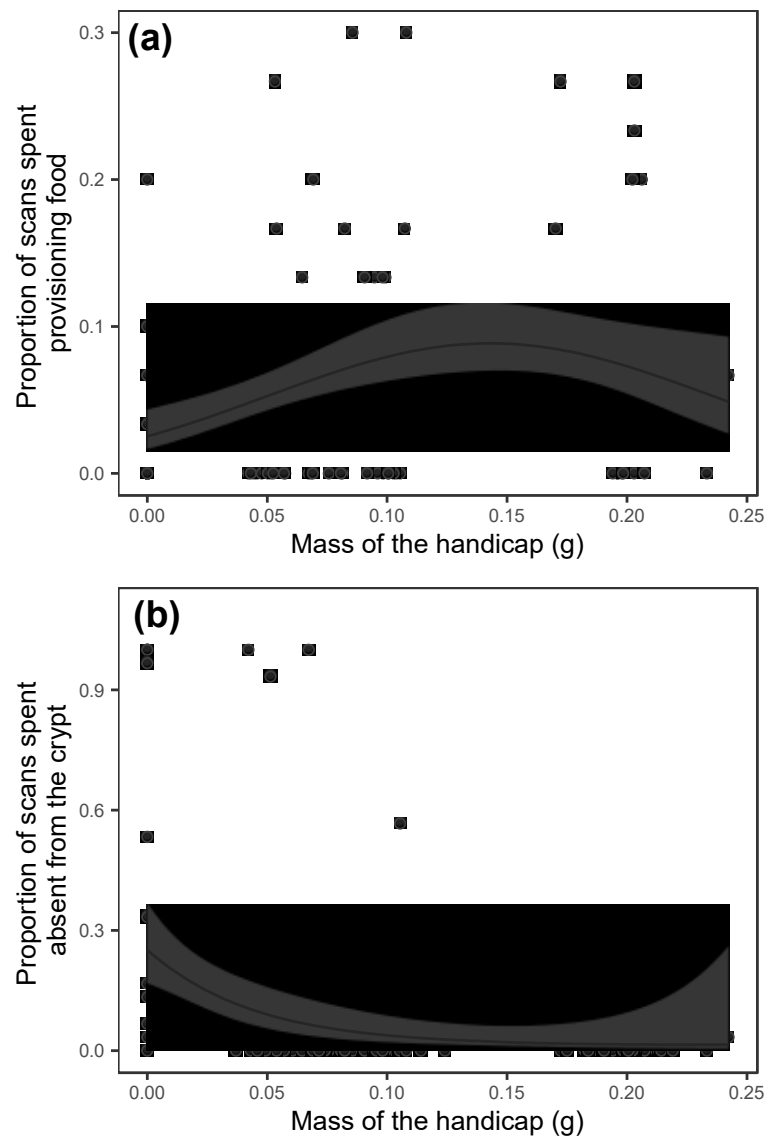 (a)
Proportion of scans spent
provisioning food
0.3
0.2
0.1
0.0
0.00 0.05 0.10 0.15 0.20 0.25
Mass of the handicap (g)
(b)
Proportion of scans spent
absent from the crypt
0.9
0.6
0.3
0.0
0.00 0.05 0.10 0.15 0.20 0.25
Mass of the handicap (g)